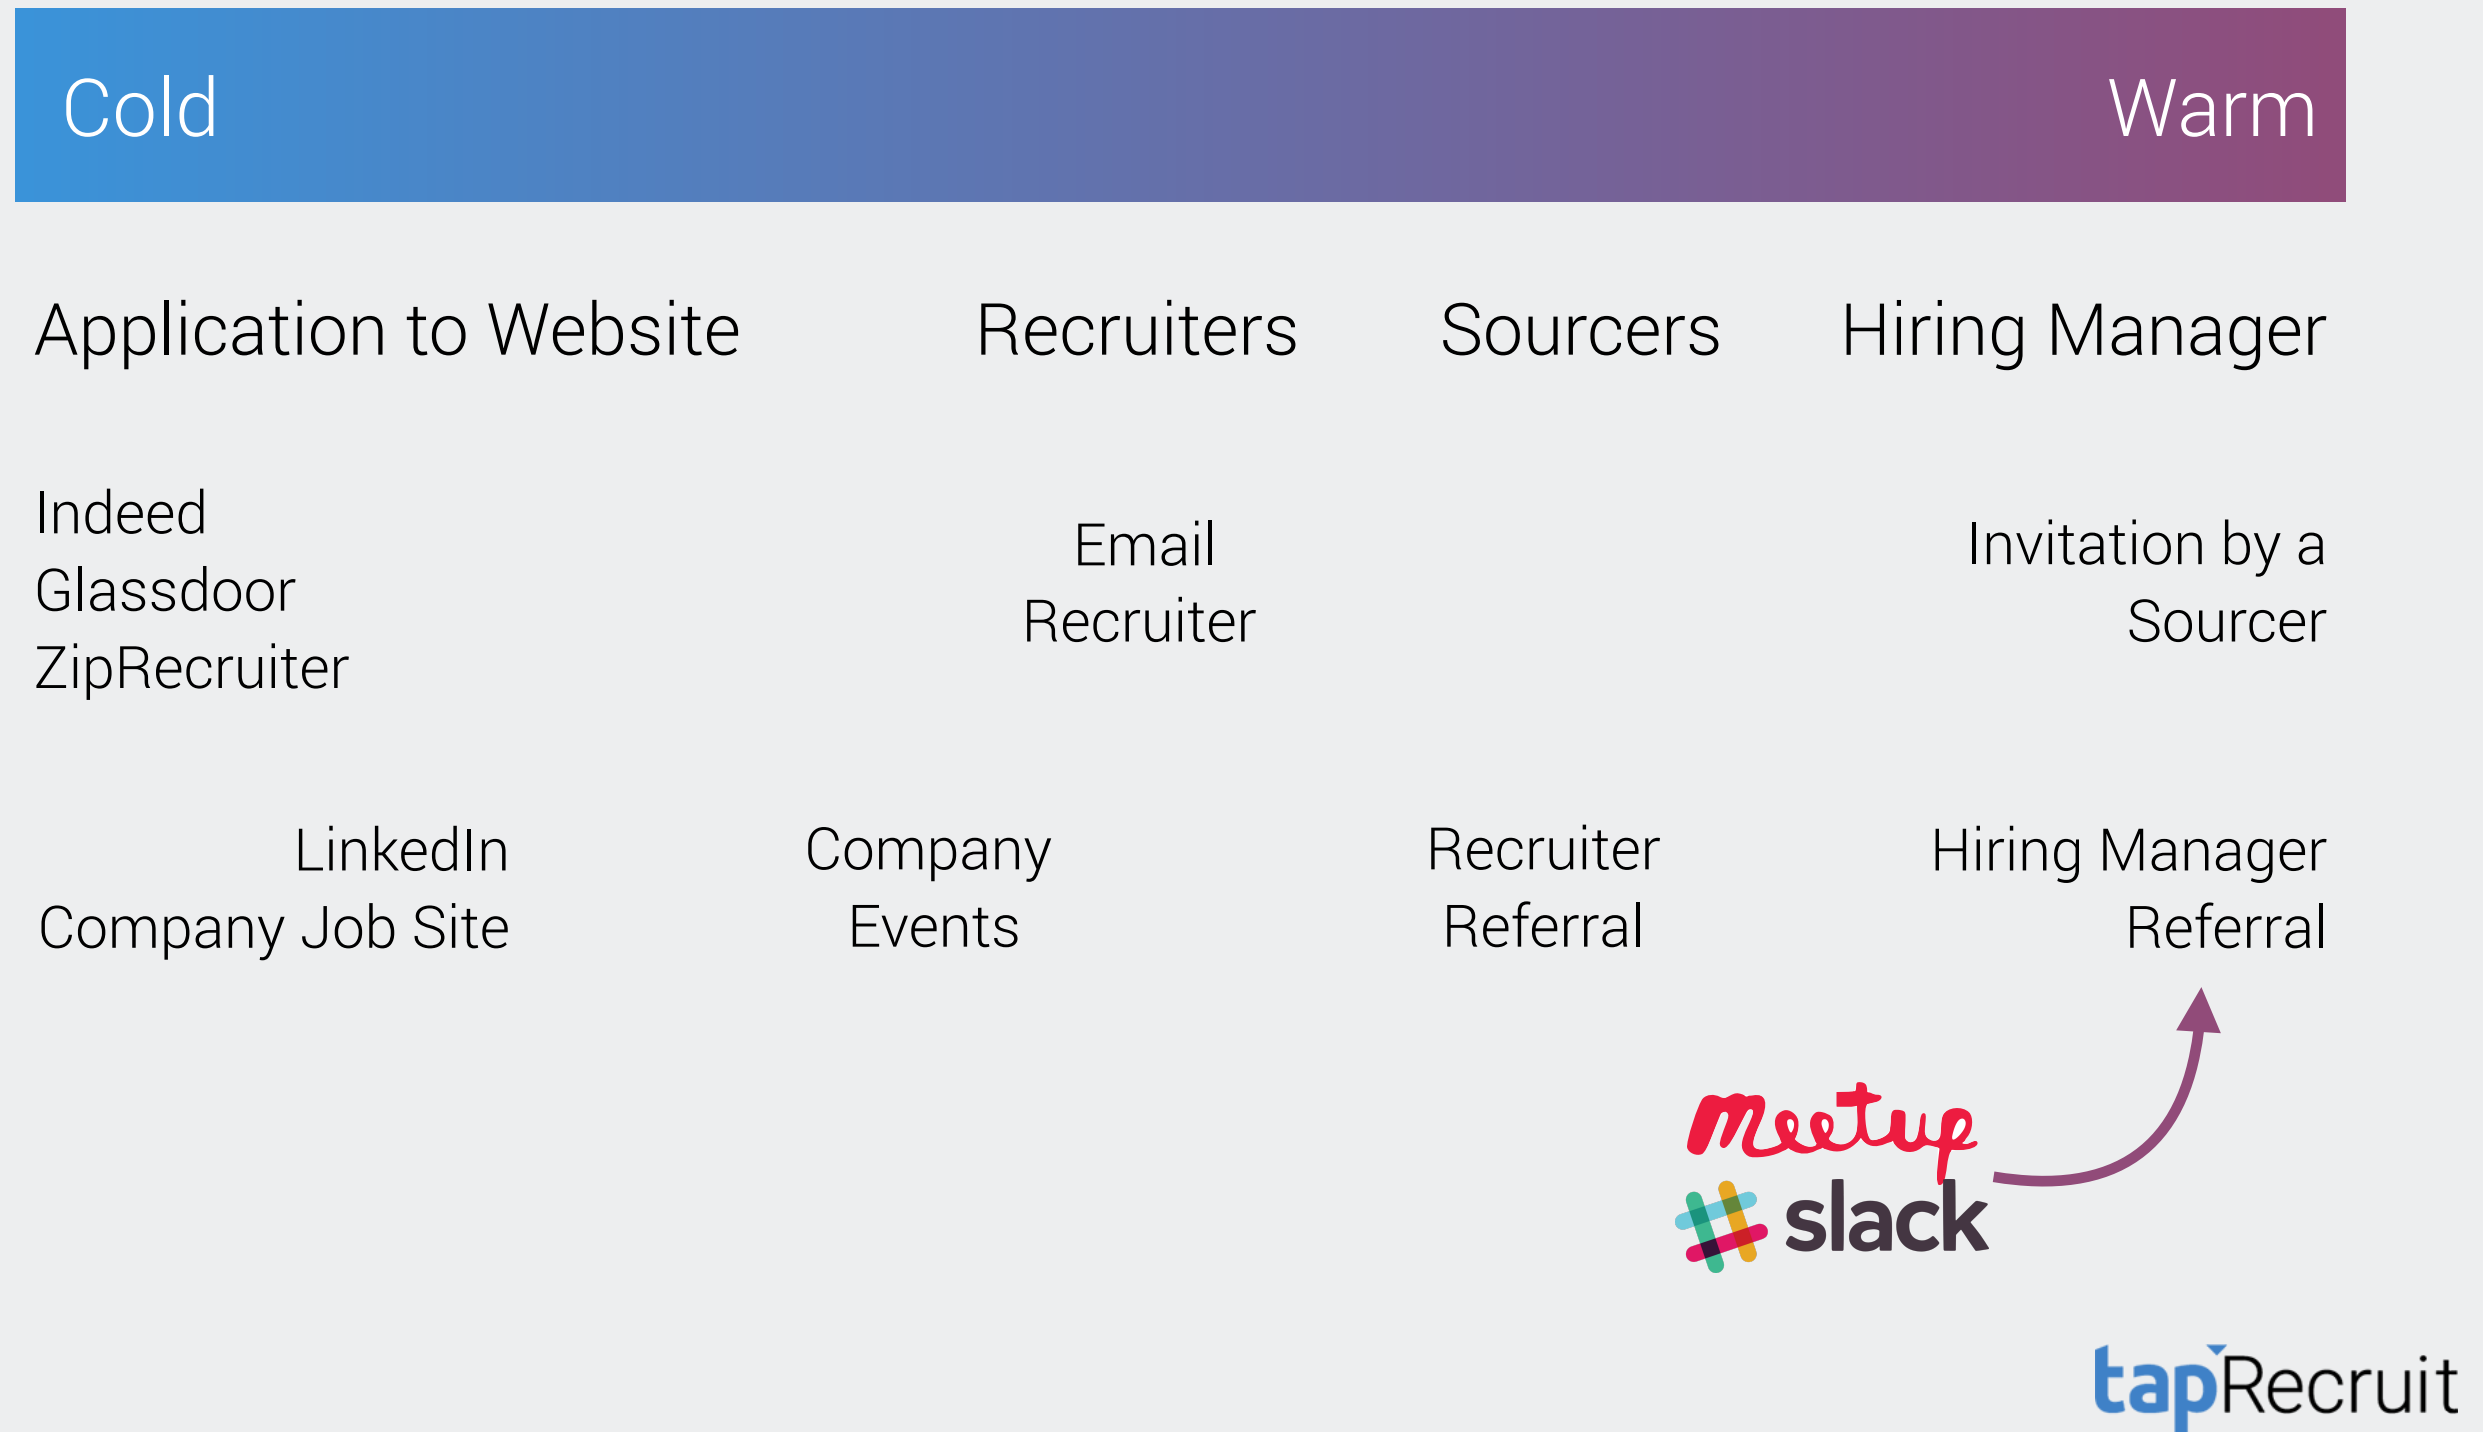 Cold
Warm
Application to Website
Recruiters
Sourcers
Hiring Manager
Indeed
Glassdoor
ZipRecruiter
Email
Recruiter
Invitation by a
Sourcer
LinkedIn
Company Job Site
Company
Events
Recruiter
Referral
Hiring Manager
Referral
meetup
slack
tapRecruit